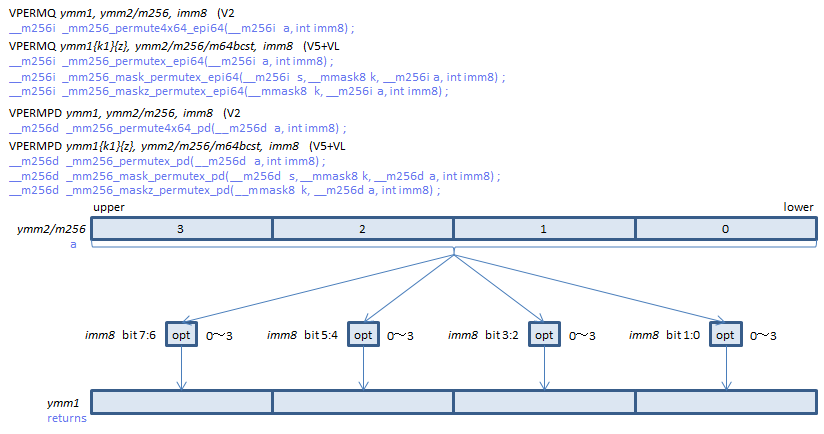 VPERMQ ymm1, ymm2/m256, imm8 (V2
__m256i _mm256_permute4x64_epi64(__m256i a, int imm8) ;
VPERMQ ymm1{k1}{z}, ymm2/m256/m64bcst, imm8 (V5+VL
__m256i _mm256_permutex_epi64(__m256i a, int imm8) ;
__m256i _mm256_mask_permutex_epi64(__m256i s, __mmask8 k, __m256i a, int imm8) ;
__m256i _mm256_maskz_permutex_epi64(__mmask8 k, __m256i a, int imm8) ;
VPERMPD ymm1, ymm2/m256, imm8 (V2
__m256d _mm256_permute4x64_pd(__m256d a, int imm8) ;
VPERMPD ymm1{k1}{z}, ymm2/m256/m64bcst, imm8 (V5+VL
__m256d _mm256_permutex_pd(__m256d a, int imm8) ;
__m256d _mm256_mask_permutex_pd(__m256d s, __mmask8 k, __m256d a, int imm8) ;
__m256d _mm256_maskz_permutex_pd(__mmask8 k, __m256d a, int imm8) ;
upper lower
ymm2/m256 3 2 1 0
a
imm8 bit 7:6 opt 0～3 imm8 bit 5:4 opt 0～3 imm8 bit 3:2 opt 0～3 imm8 bit 1:0 opt 0～3
ymm1
returns